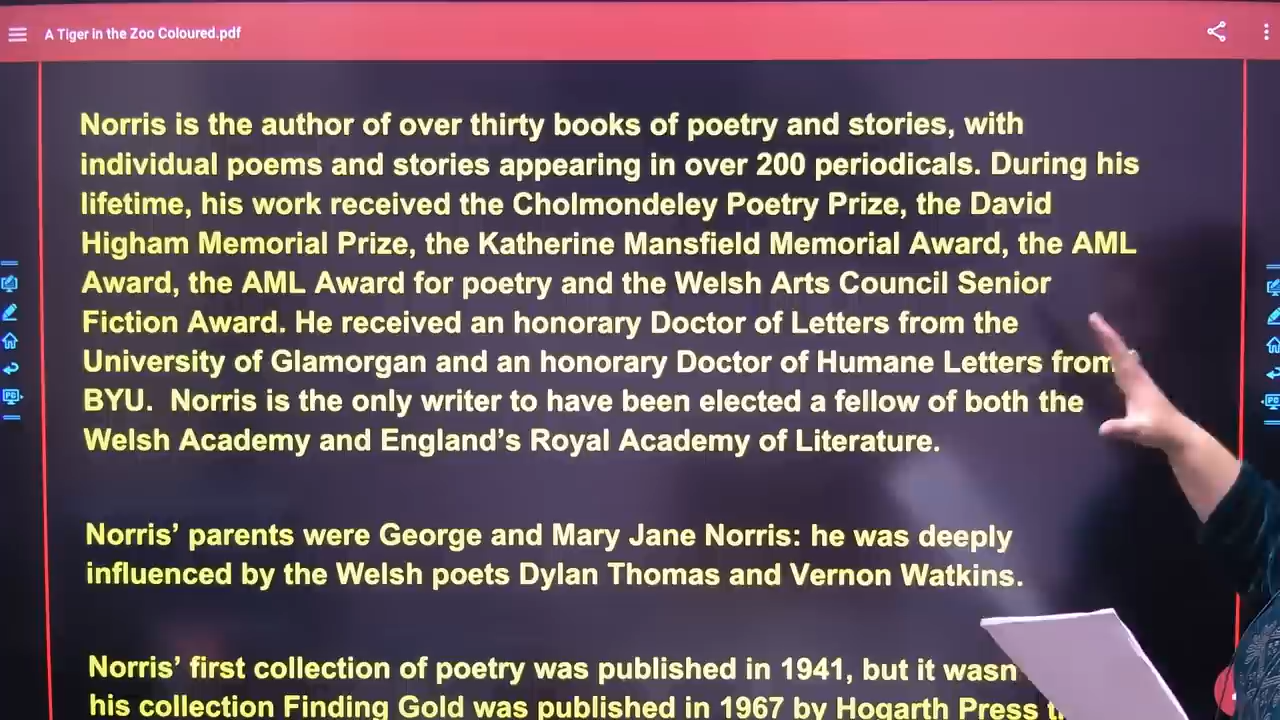 A Tiger in the Zoo Coloured.pdf
Norris is the author of over thirty books of poetry and stories, with
individual poems and stories appearing in over 200 periodicals. During his
lifetime, his work received the Cholmondeley Poetry Prize, the David
Higham Memorial Prize, the Katherine Mansfield Memorial Award, the AML
Award, the AML Award for poetry and the Welsh Arts Council Senior
Fiction Award. He received an honorary Doctor of Letters from the
University of Glamorgan and an honorary Doctor of Humane Letters from
BYU.  Norris is the only writer to have been elected a fellow of both the
Welsh Academy and England’s Royal Academy of Literature.
Norris’ parents were George and Mary Jane Norris: he was deeply
influenced by the Welsh poets Dylan Thomas and Vernon Watkins.
Norris’ first collection of poetry was published in 1941, but it
his collection Finding Gold was published in 1967 by Hogarth Press